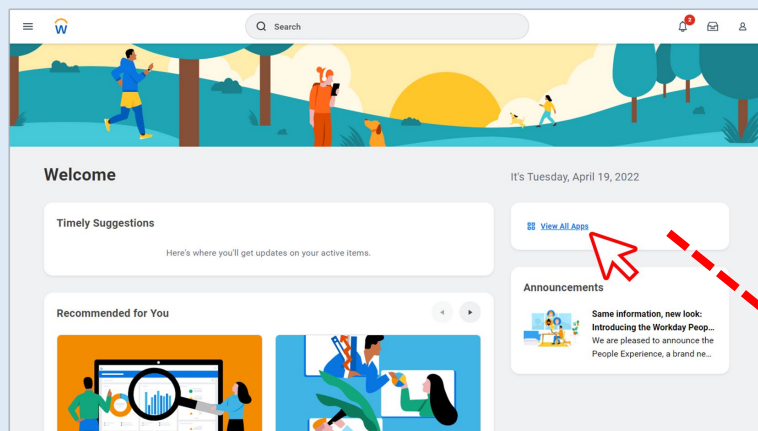 W
Search
2
Welcome
It's Tuesday, April 19, 2022
Timely Suggestions
Here's where you'll get updates on your active items.
View All Apps
Recommended for You
Announcements
Same information, new look:
Introducing the Workday Peop...
We are pleased to announce the
People Experience, a brand ne...